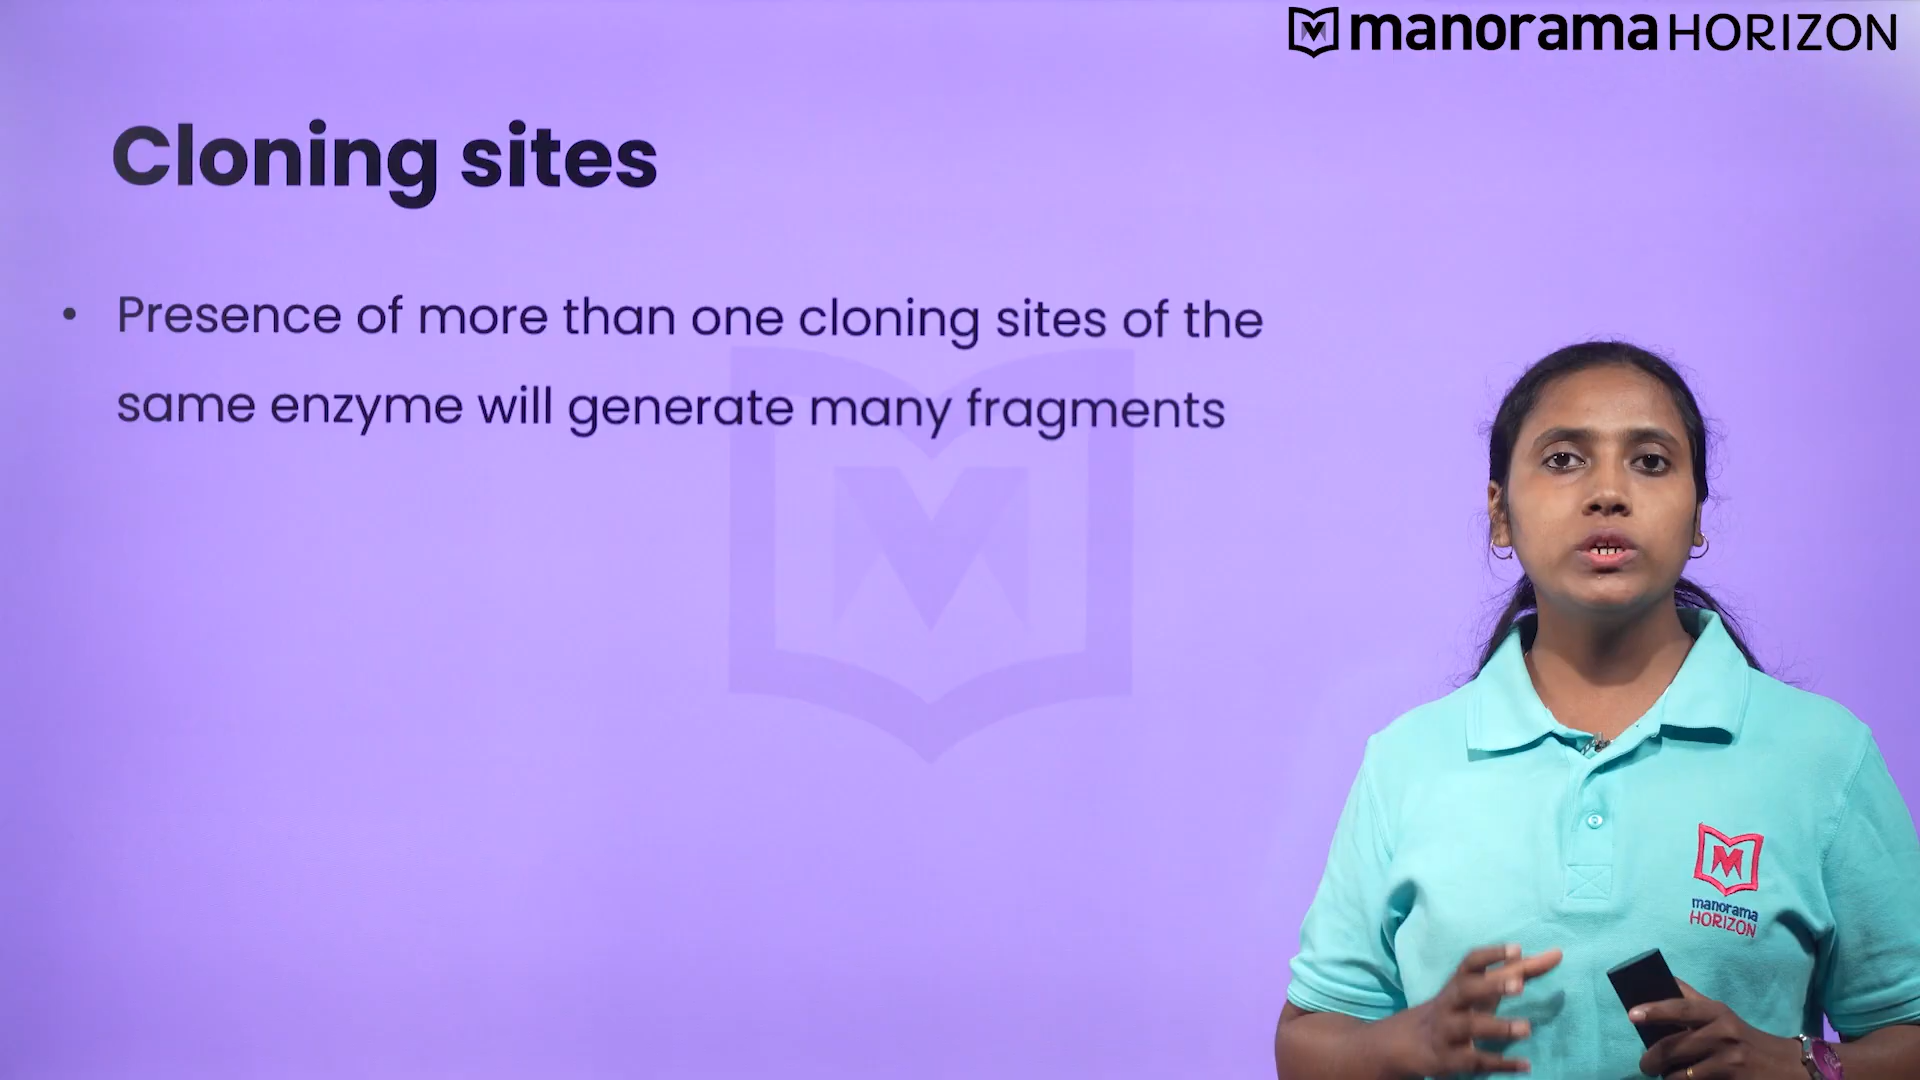 manorama HORIZON
Cloning sites
• Presence of more than one cloning sites of the
same enzyme will generate many fragments
manorama
HORIZON